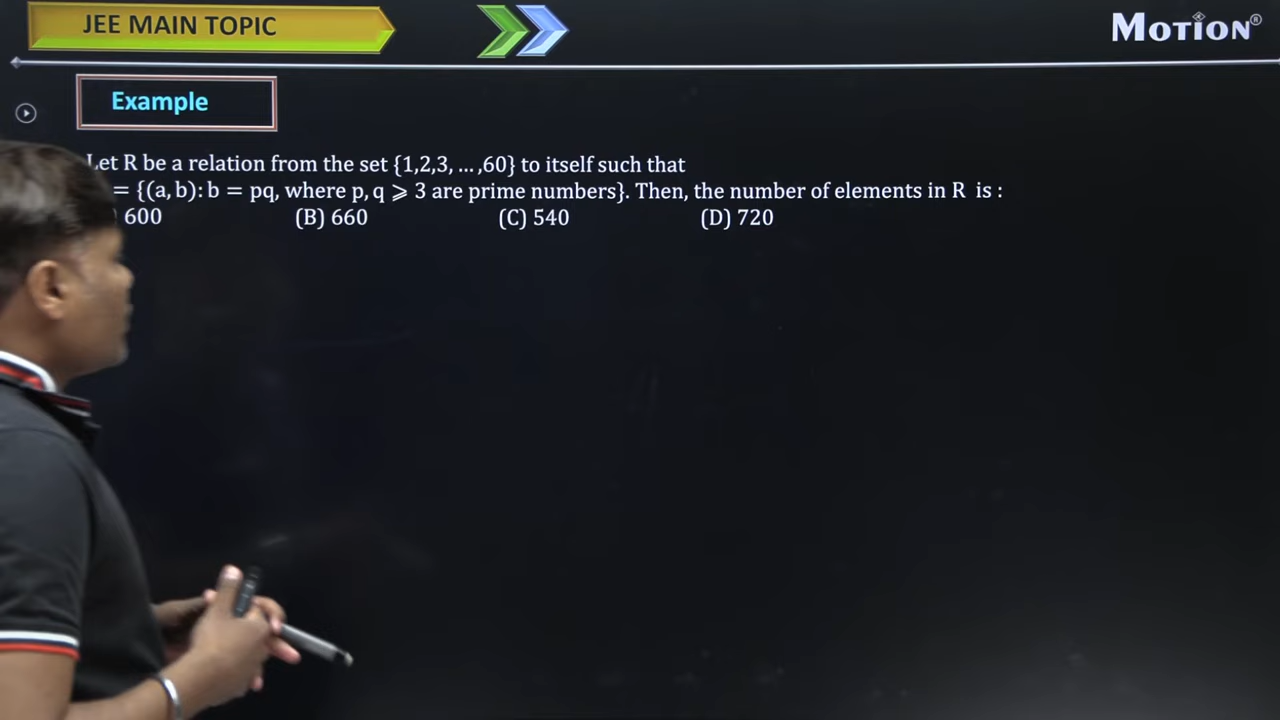 JEE MAIN TOPIC
MOTION®
Example
Let R be a relation from the set {1,2,3, … ,60} to itself such that
= {(a, b): b = pq, where p, q ⩾ 3 are prime numbers}. Then, the number of elements in R is :
) 600 (B) 660 (C) 540 (D) 720